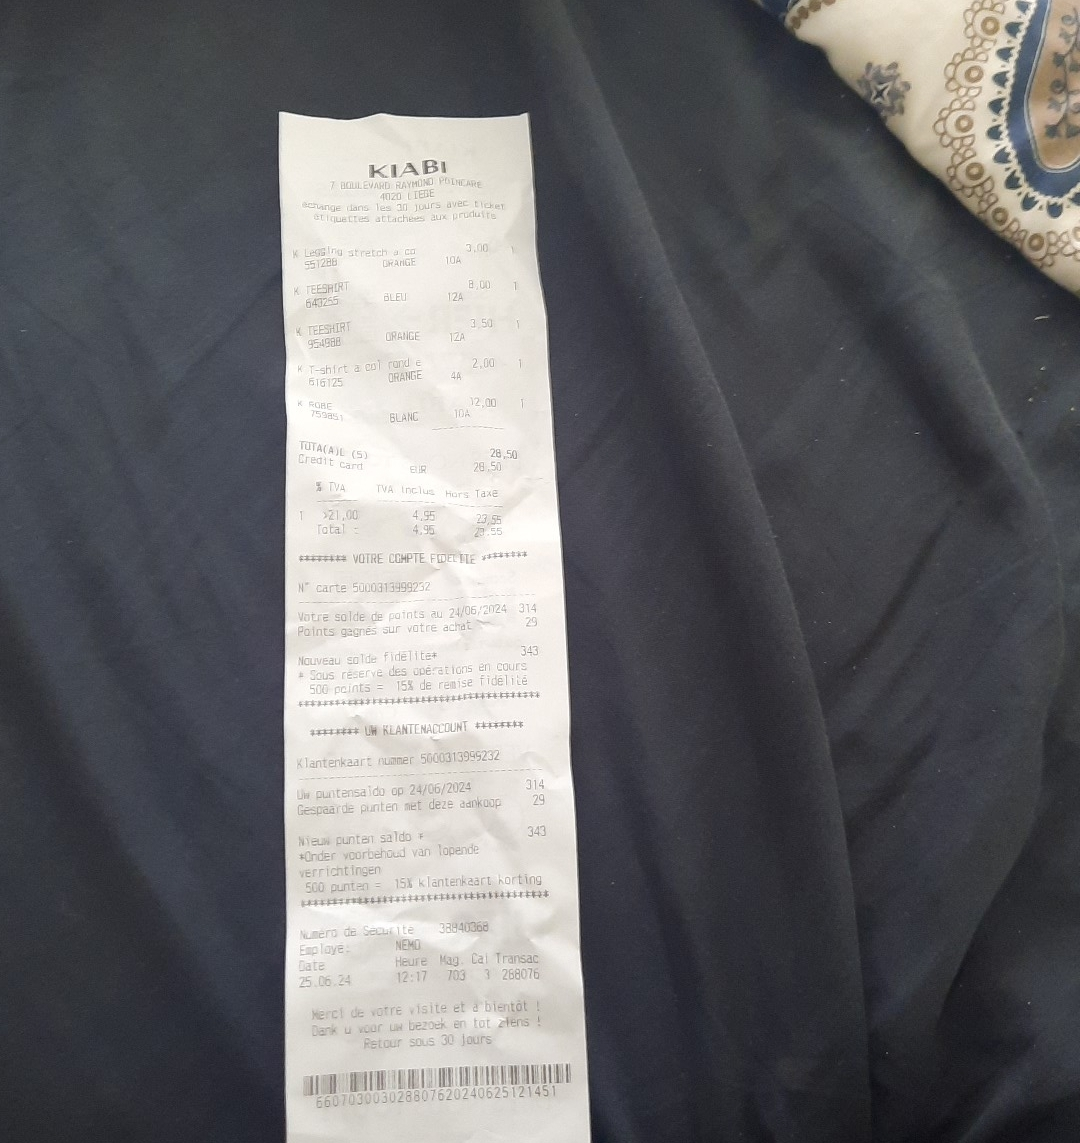 KIABI
7 BOULEVARD RAYMOND POINCARE
4020 LIEGE
échange dans les 30 jours avec ticket
étiquettes attachées aux produits
K Legging stretch a co 3,00 1
551288 ORANGE 10A
K TEESHIRT 8,00 1
643265 BLEU 12A
K TEESHIRT 3,50 1
954988 ORANGE 12A
K T-shirt a col rond e 2,00 1
616125 ORANGE 4A
K ROBE 12,00 1
759851 BLANC 10A
TOTA(A)L (5) 28,50
Credit card EUR 28,50
% TVA TVA Inclus Hors Taxe
1 >21,00 4,95 23,55
Total : 4,95 23,55
******** VOTRE COMPTE FIDELITE ********
N° carte 5000313999232
Votre solde de points au 24/06/2024 314
Points gagnés sur votre achat 29
Nouveau solde fidélité* 343
* Sous réserve des opérations en cours
500 points = 15% de remise fidélité
****************************************
******** UW KLANTENACCOUNT ********
Klantenkaart nummer 5000313999232
Uw puntensaldo op 24/06/2024 314
Gespaarde punten met deze aankoop 29
Nieuw punten saldo * 343
*Onder voorbehoud van lopende
verrichtingen
500 punten = 15% klantenkaart korting
****************************************
Numéro de Sécurité 38840368
Employe: NEMO
Date Heure Mag. Cai Transac
25.06.24 12:17 703 3 288076
Merci de votre visite et à bientôt !
Dank u voor uw bezoek en tot ziens !
Retour sous 30 jours
660703003028807620240625121451